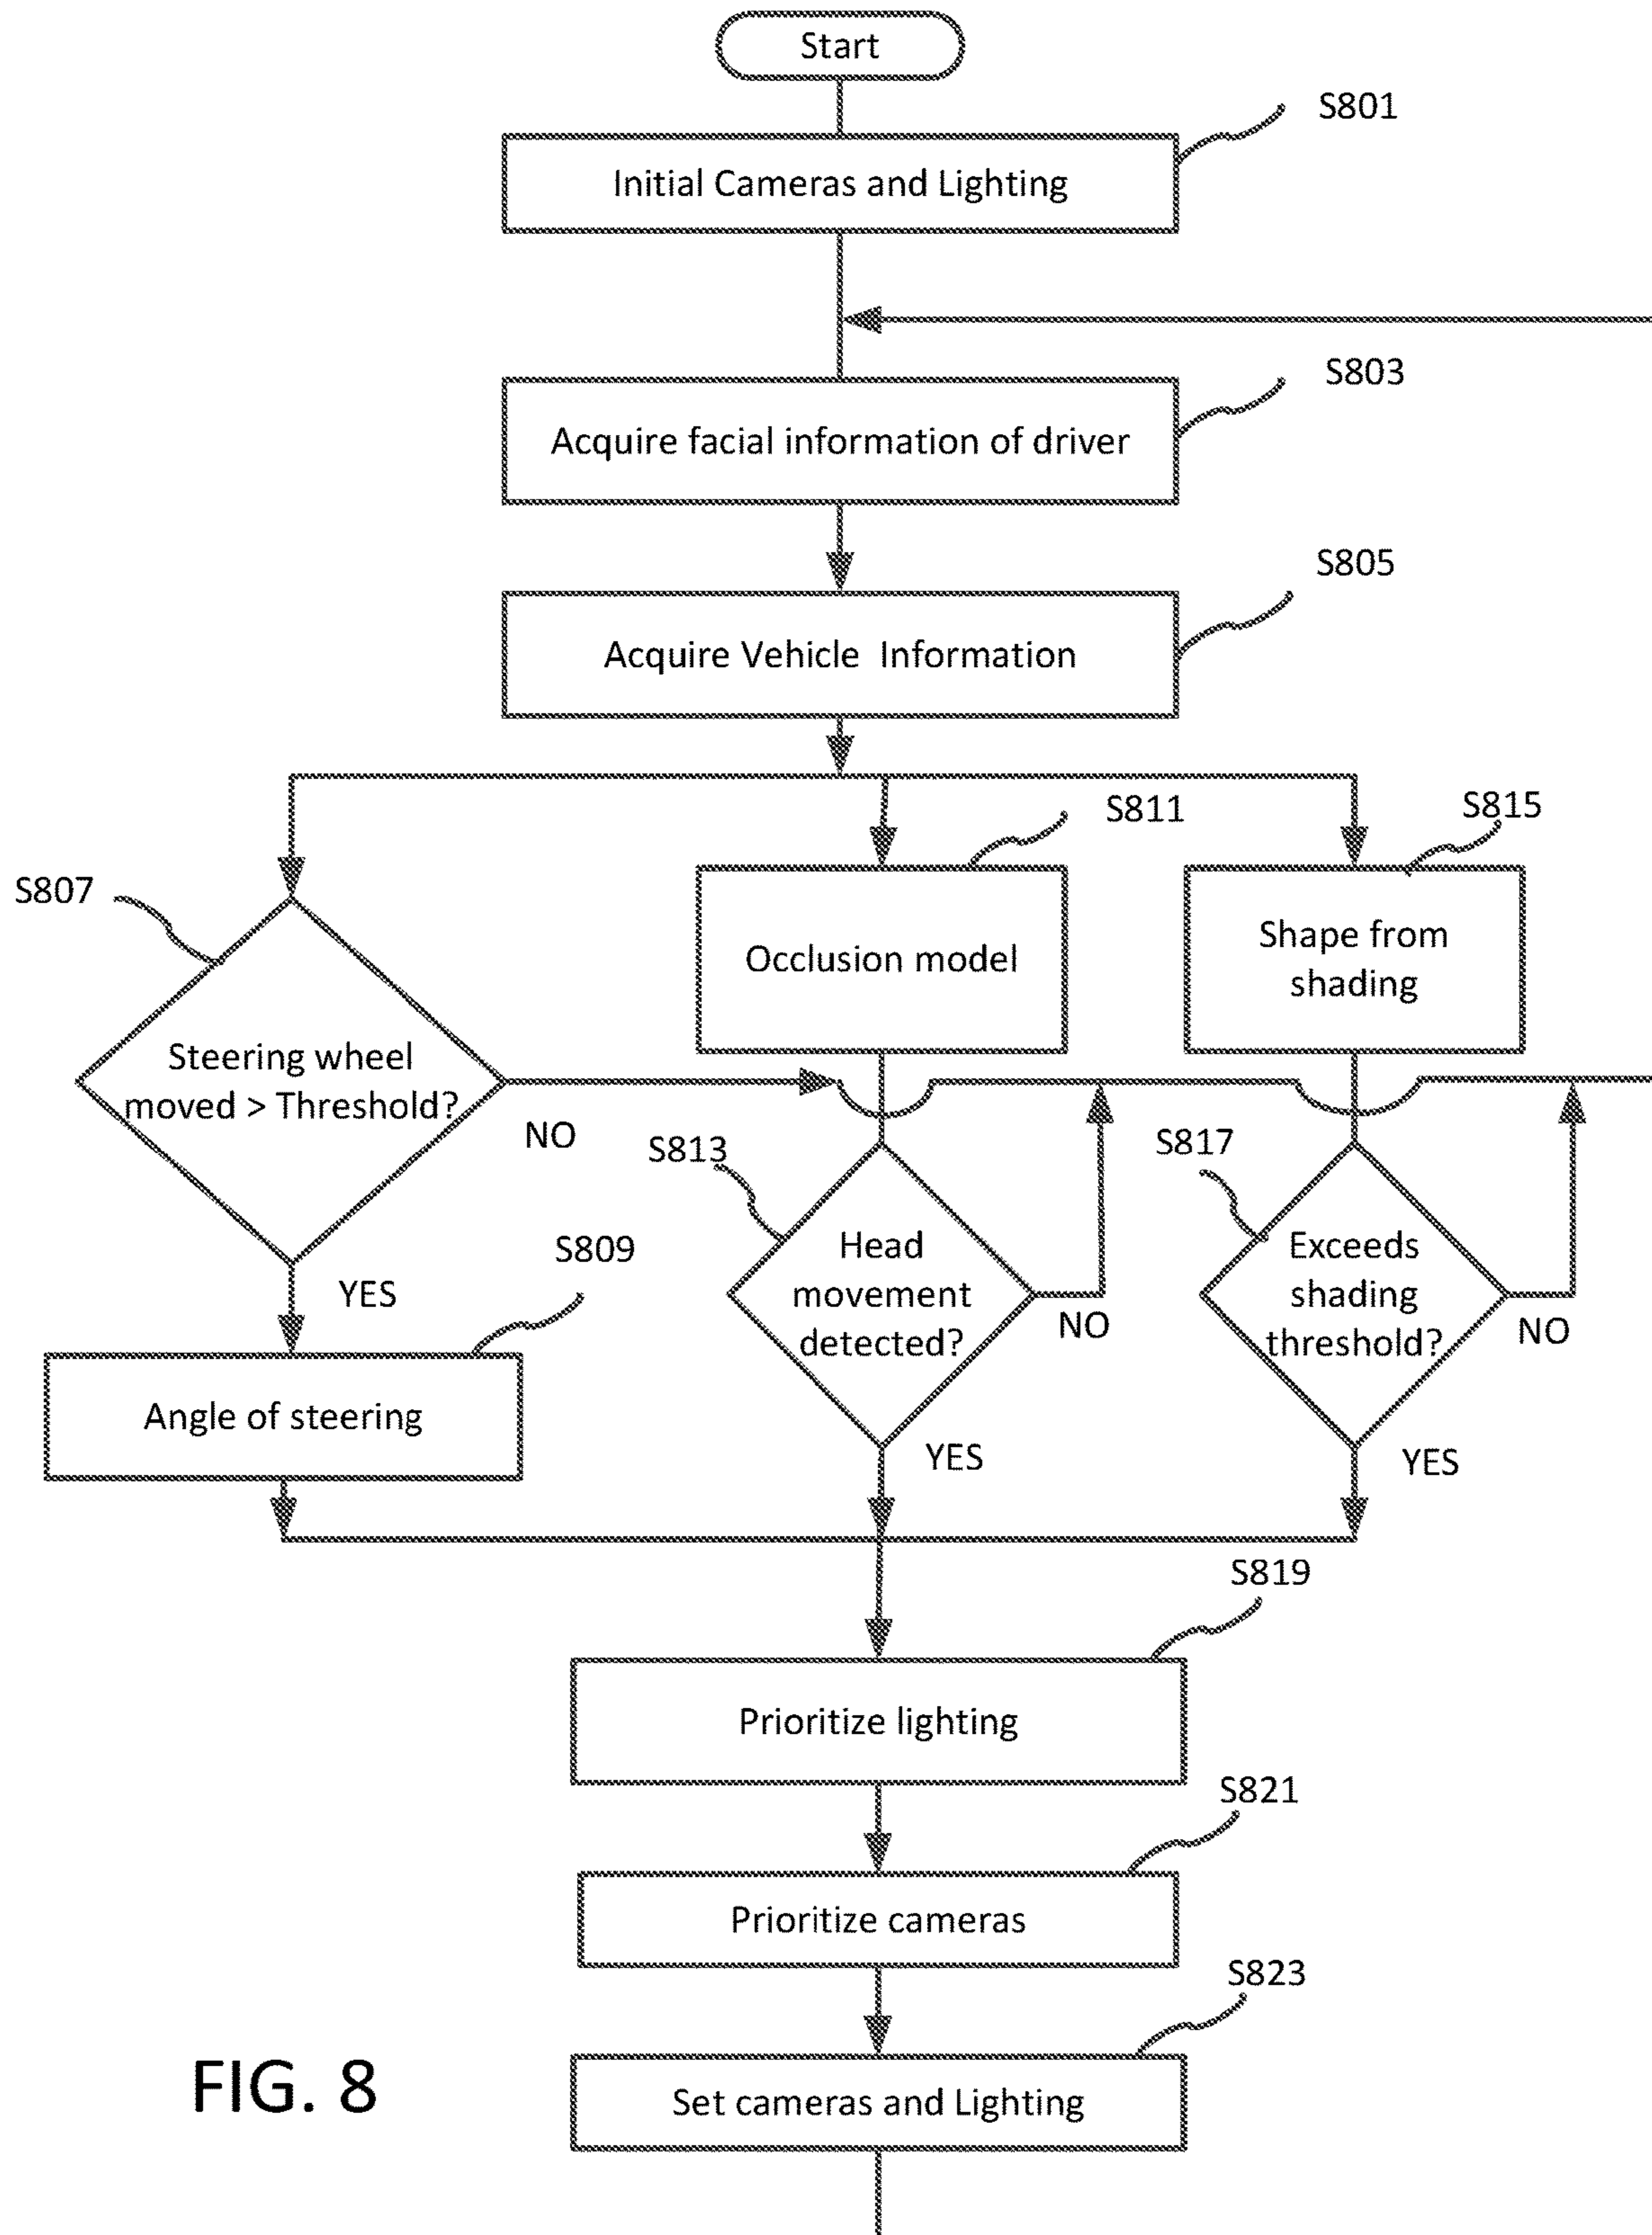 Start
S801
Initial Cameras and Lighting
S803
Acquire facial information of driver
S805
Acquire Vehicle Information
S807
Steering wheel
moved > Threshold?
NO
YES
S809
Angle of steering
S811
Occlusion model
S813
Head
movement
detected?
NO
YES
S815
Shape from
shading
S817
Exceeds
shading
threshold?
NO
YES
S819
Prioritize lighting
S821
Prioritize cameras
S823
Set cameras and Lighting
FIG. 8